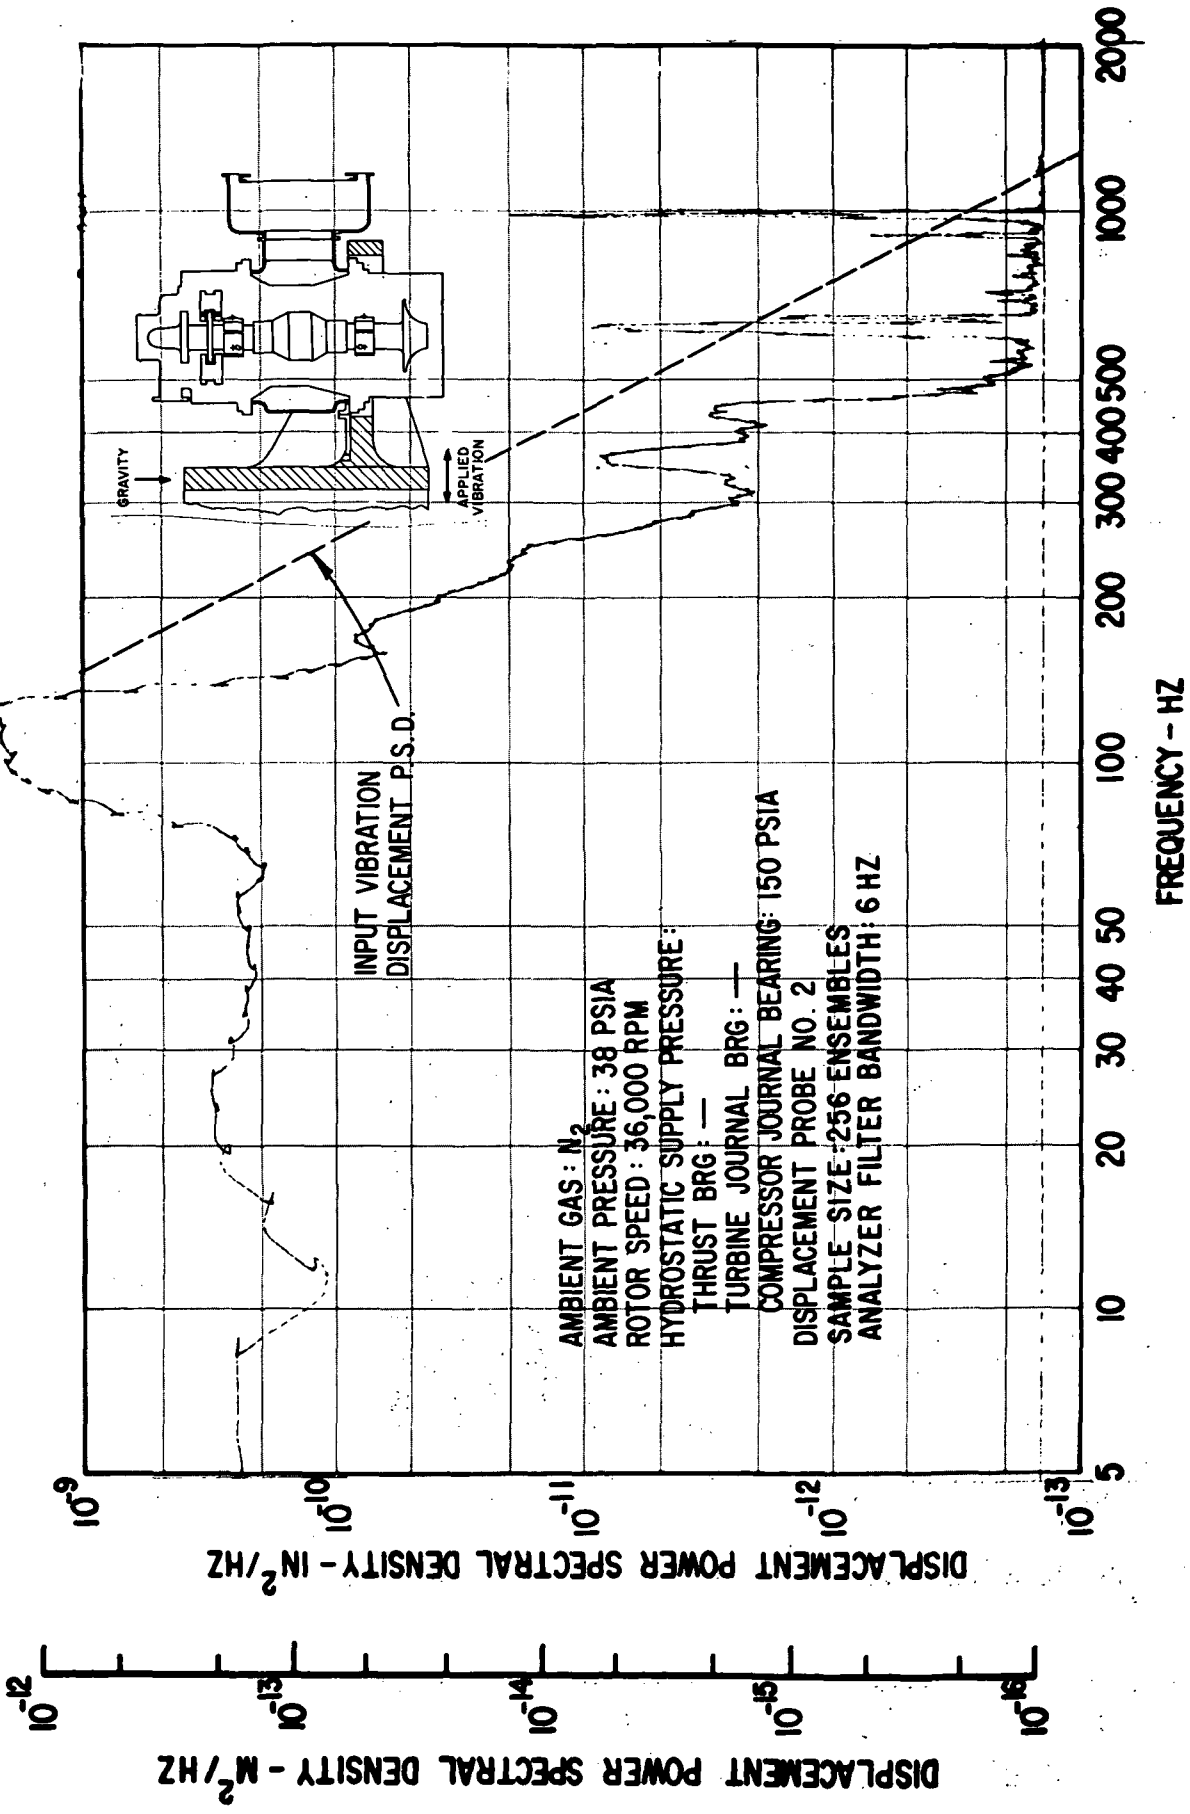 DISPLACEMENT POWER SPECTRAL DENSITY - M²/HZ
10⁻¹²
10⁻¹³
10⁻¹⁴
10⁻¹⁵
10⁻¹⁶
DISPLACEMENT POWER SPECTRAL DENSITY - IN²/HZ
10⁻⁹
10⁻¹⁰
10⁻¹¹
10⁻¹²
10⁻¹³
GRAVITY
APPLIED
VIBRATION
INPUT VIBRATION
DISPLACEMENT P.S.D.
AMBIENT GAS: N₂
AMBIENT PRESSURE: 38 PSIA
ROTOR SPEED: 36,000 RPM
HYDROSTATIC SUPPLY PRESSURE:
THRUST BRG: —
TURBINE JOURNAL BRG: —
COMPRESSOR JOURNAL BEARING: 150 PSIA
DISPLACEMENT PROBE NO. 2
SAMPLE SIZE: 256 ENSEMBLES
ANALYZER FILTER BANDWIDTH: 6 HZ
5 10 20 30 40 50 100 200 300 400 500 1000 2000
FREQUENCY - HZ